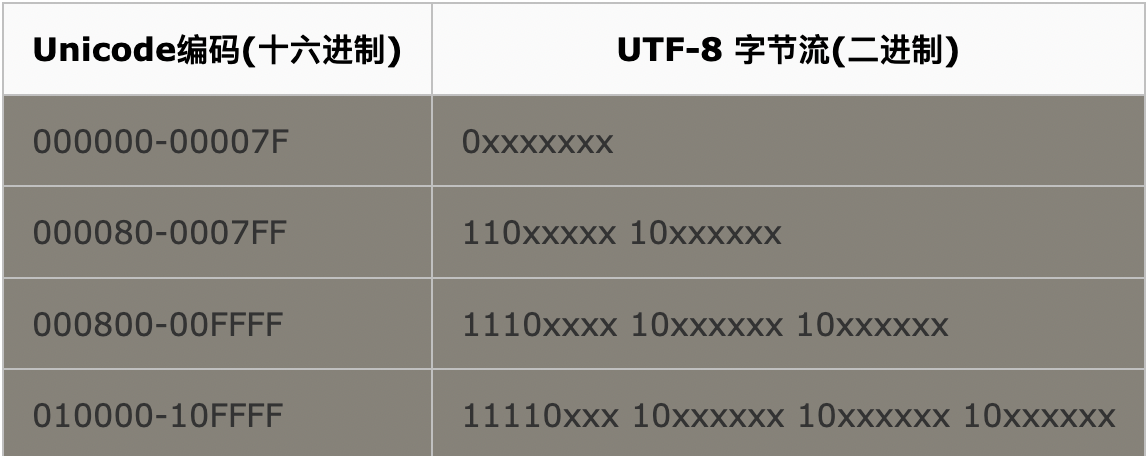 Unicode编码(十六进制) UTF-8 字节流(二进制)
000000-00007F 0xxxxxxx
000080-0007FF 110xxxxx 10xxxxxx
000800-00FFFF 1110xxxx 10xxxxxx 10xxxxxx
010000-10FFFF 11110xxx 10xxxxxx 10xxxxxx 10xxxxxx